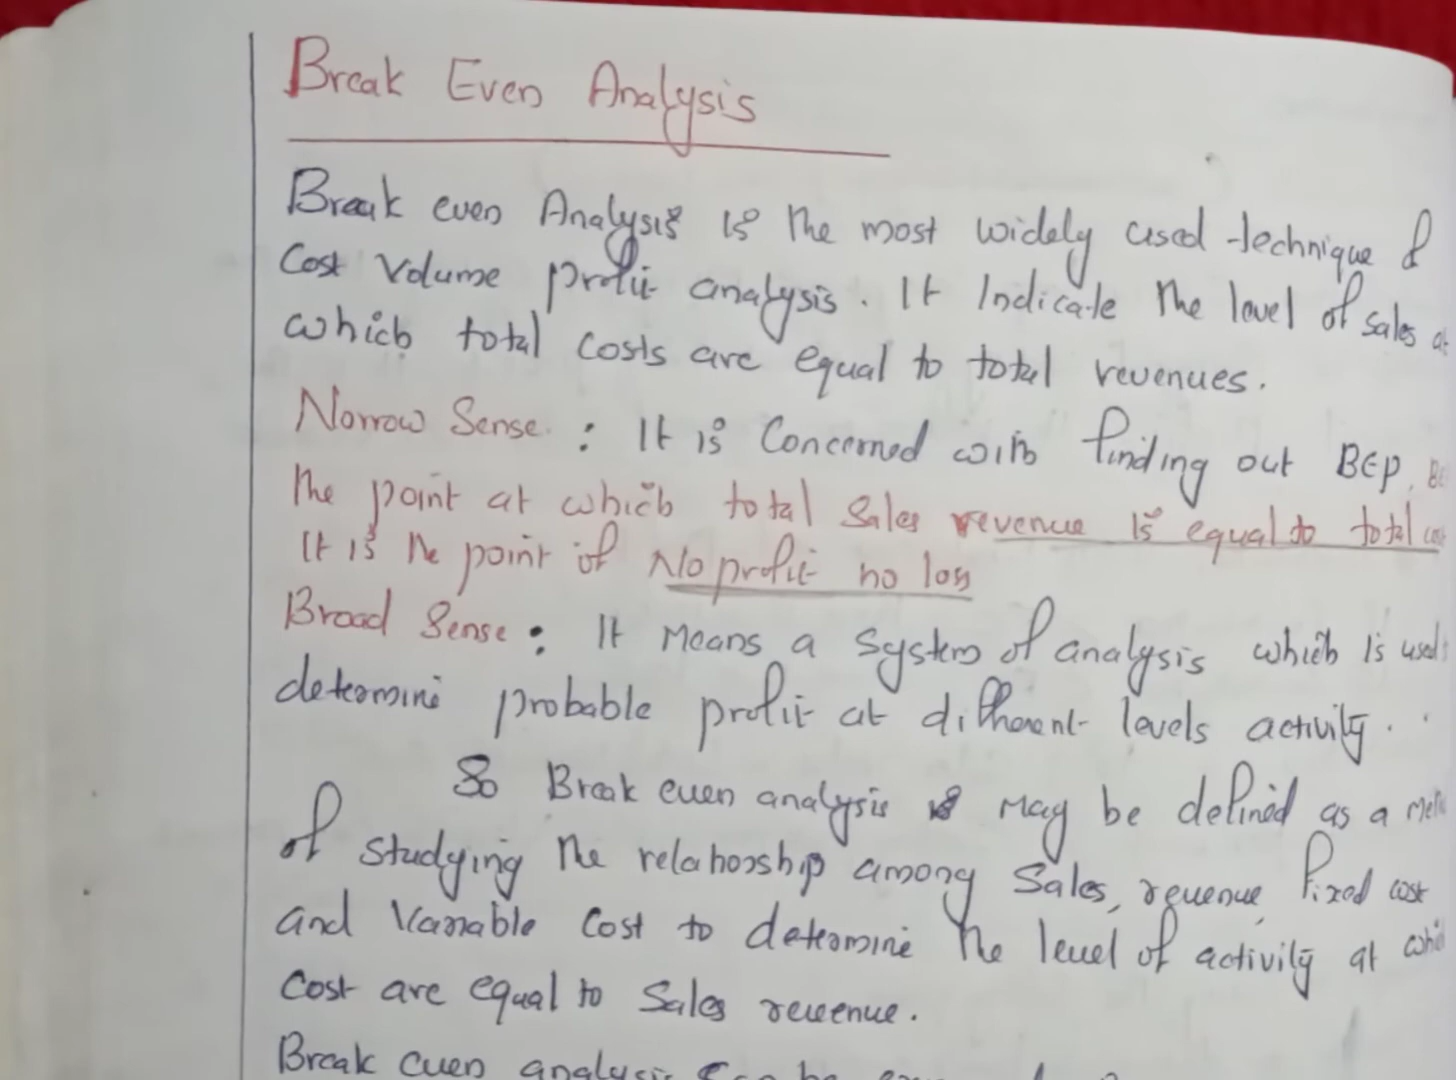 Break Even Analysis
Break even Analysis is the most widely used technique of
Cost Volume profit analysis. It Indicate the level of sales at
which total costs are equal to total revenues.
Norrow Sense : It is Concerned with finding out BEP.
the point at which total Sales revenue is equal to total
It is the point of No profit no loss
Broad Sense : It means a system of analysis which is used
determine probable profit at different levels activity.
So Break even analysis may be defined as a
of studying the relationship among Sales, revenue, Fixed cost
and Variable Cost to determine the level of activity at
Cost are equal to Sales revenue.
Break even analysis